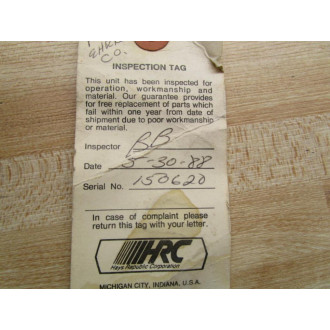 CO.
INSPECTION TAG
This unit has been inspected for
operation, workmanship and
material. Our guarantee provides
for free replacement of parts which
fail within one year from date of
shipment due to poor workmanship
or material.
Inspector BB
Date 5-30-88
Serial No. 150620
In case of complaint please
return this tag with your letter.
HRC
Hays Republic Corporation
MICHIGAN CITY, INDIANA, U.S.A.